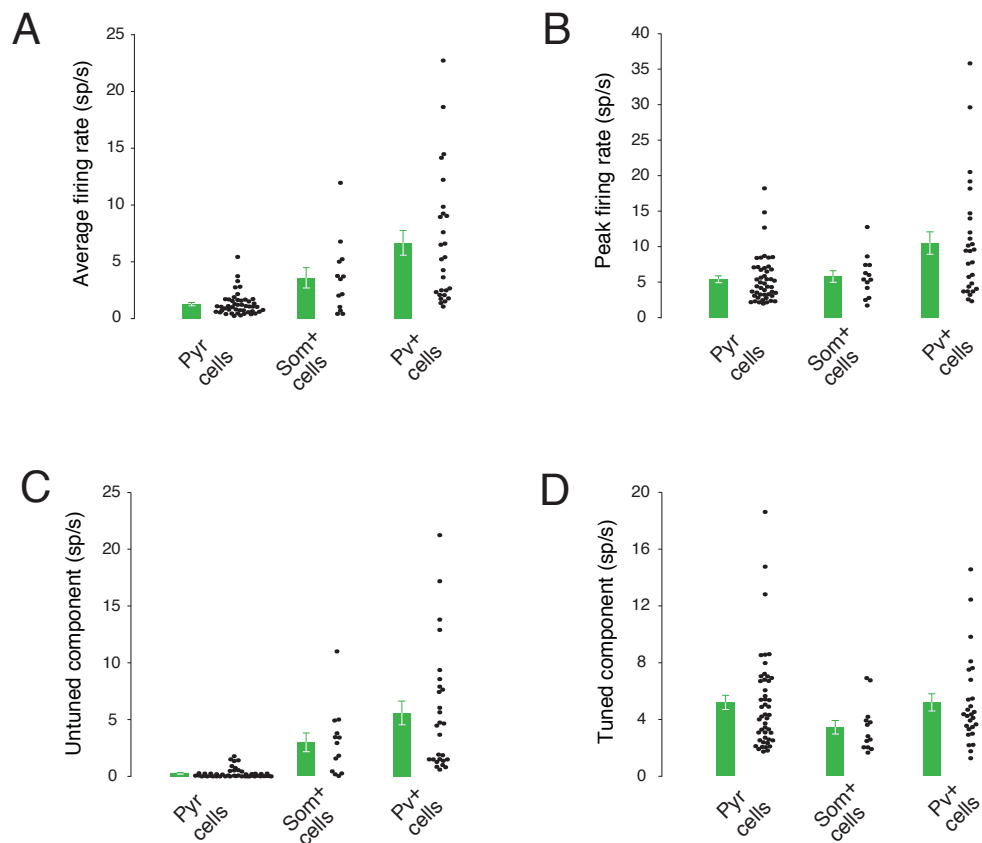 A
Average firing rate (sp/s)
25
20
15
10
5
0
Pyr
cells
Som+
cells
Pv+
cells
B
Peak firing rate (sp/s)
40
35
30
25
20
15
10
5
0
Pyr
cells
Som+
cells
Pv+
cells
C
Untuned component (sp/s)
25
20
15
10
5
0
Pyr
cells
Som+
cells
Pv+
cells
D
Tuned component (sp/s)
20
16
12
8
4
0
Pyr
cells
Som+
cells
Pv+
cells